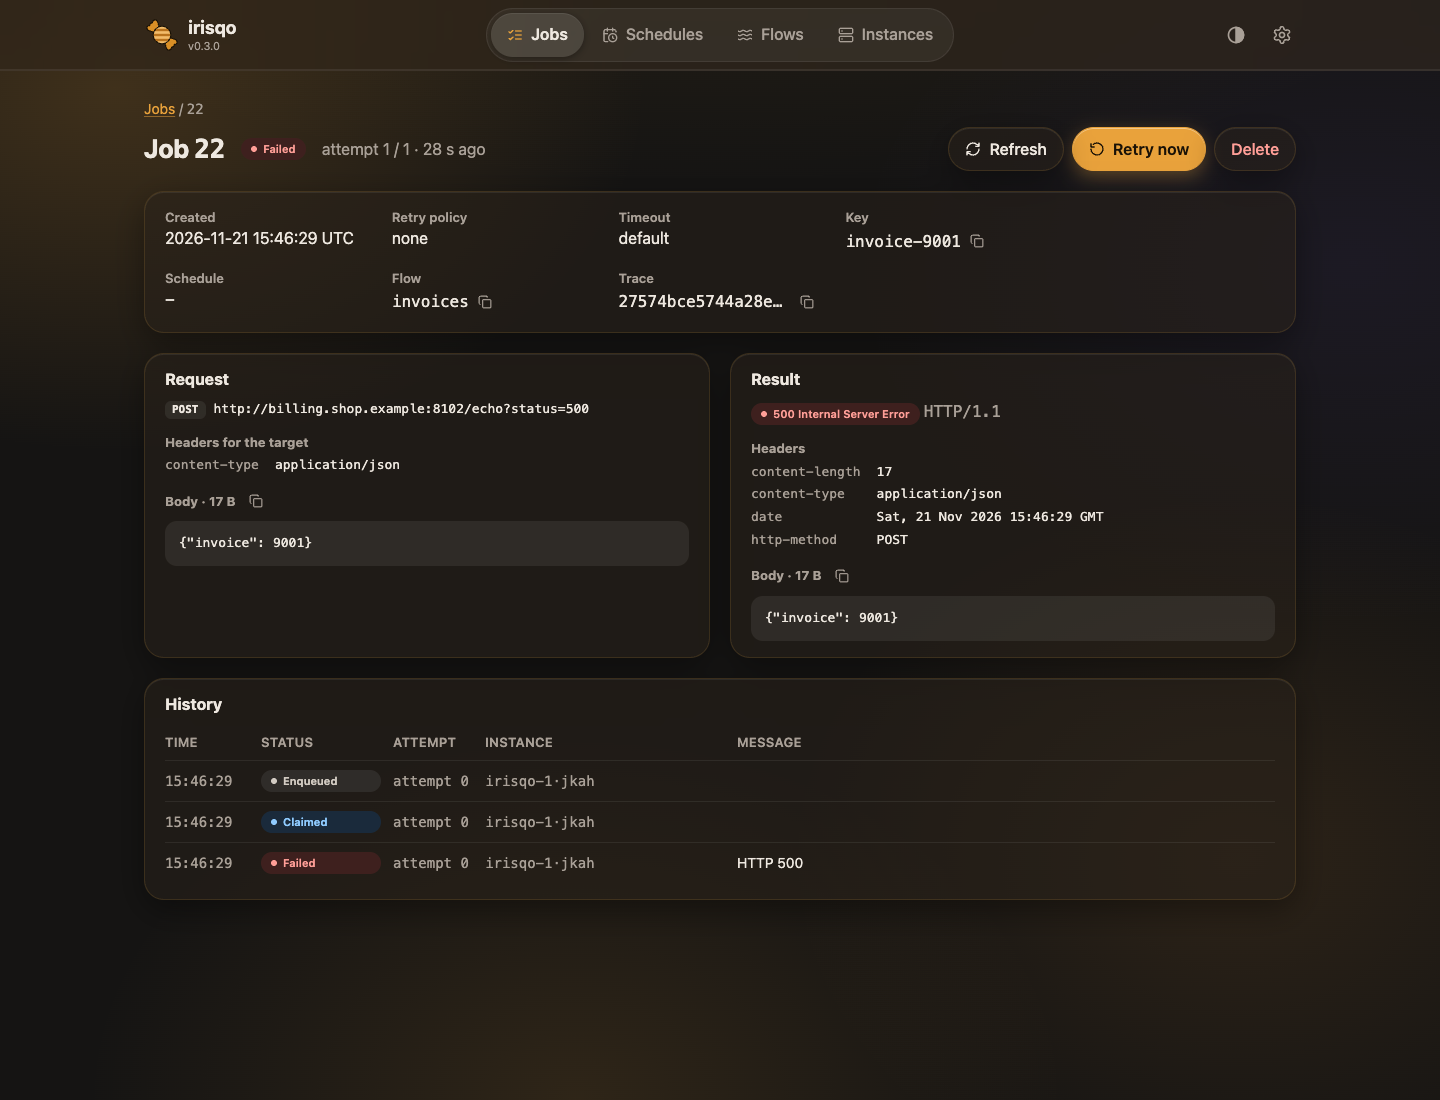 irisqo
v0.3.0
Jobs
Schedules
Flows
Instances
Jobs / 22
Job 22
Failed
attempt 1 / 1 · 28 s ago
Refresh
Retry now
Delete
Created
2026-11-21 15:46:29 UTC
Retry policy
none
Timeout
default
Key
invoice-9001
Schedule
–
Flow
invoices
Trace
27574bce5744a28e…
Request
POST http://billing.shop.example:8102/echo?status=500
Headers for the target
content-type application/json
Body · 17 B
{"invoice": 9001}
Result
500 Internal Server Error HTTP/1.1
Headers
content-length 17
content-type application/json
date Sat, 21 Nov 2026 15:46:29 GMT
http-method POST
Body · 17 B
{"invoice": 9001}
History
TIME STATUS ATTEMPT INSTANCE MESSAGE
15:46:29 Enqueued attempt 0 irisqo-1·jkah
15:46:29 Claimed attempt 0 irisqo-1·jkah
15:46:29 Failed attempt 0 irisqo-1·jkah HTTP 500